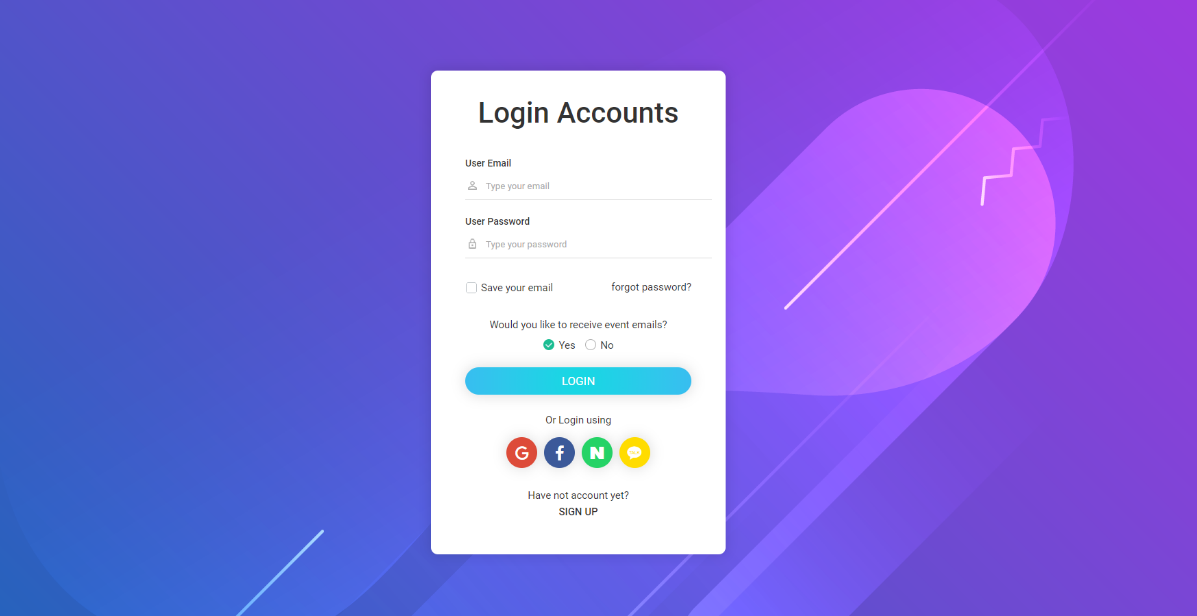 Login Accounts
User Email
Type your email
User Password
Type your password
Save your email forgot password?
Would you like to receive event emails?
Yes No
LOGIN
Or Login using
G f N
Have not account yet?
SIGN UP